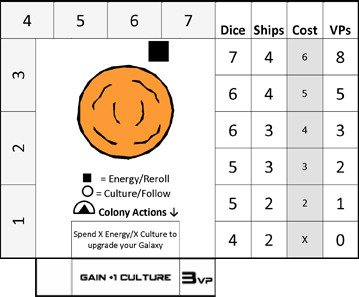 4 5 6 7
3
2
1
= Energy/Reroll
= Culture/Follow
Colony Actions ↓
Spend X Energy/X Culture to
upgrade your Galaxy
Dice Ships Cost VPs
7 4 6 8
6 4 5 5
6 3 4 3
5 3 3 2
5 2 2 1
4 2 X 0
GAIN +1 CULTURE 3VP